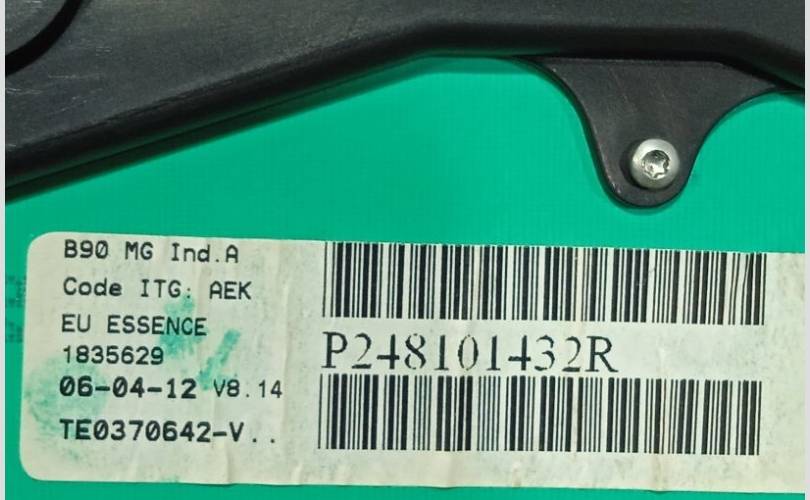 B90 MG Ind.A
Code ITG: AEK
EU ESSENCE
1835629
06-04-12 V8.14
TE0370642-V..
P248101432R